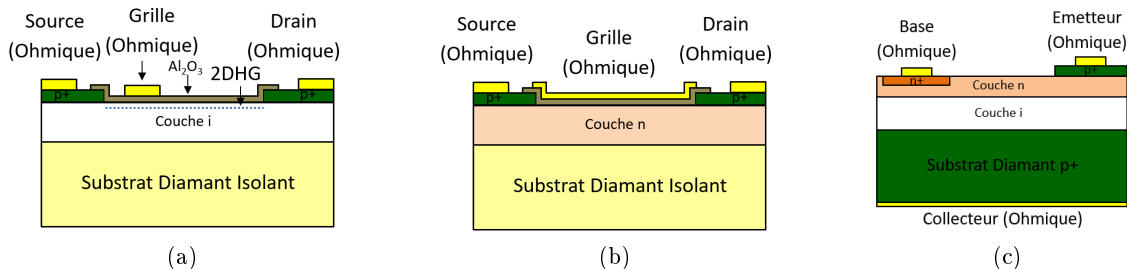 Source
(Ohmique)
Grille
(Ohmique)
Drain
(Ohmique)
Al2O3
2DHG
p+
p+
Couche i
Substrat Diamant Isolant
(a)
Source
(Ohmique)
Grille
(Ohmique)
Drain
(Ohmique)
p+
p+
Couche n
Substrat Diamant Isolant
(b)
Base
(Ohmique)
Emetteur
(Ohmique)
n+
p+
Couche n
Couche i
Substrat Diamant p+
Collecteur (Ohmique)
(c)